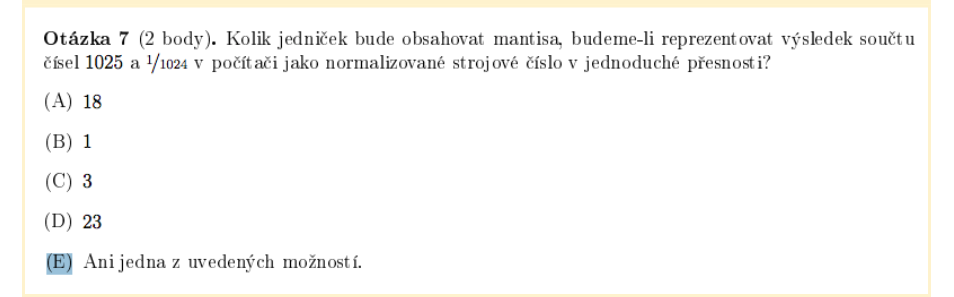 Otázka 7 (2 body). Kolik jedniček bude obsahovat mantisa, budeme-li reprezentovat výsledek součtu
čísel 1025 a 1/1024 v počítači jako normalizované strojové číslo v jednoduché přesnosti?
(A) 18
(B) 1
(C) 3
(D) 23
(E) Ani jedna z uvedených možností.